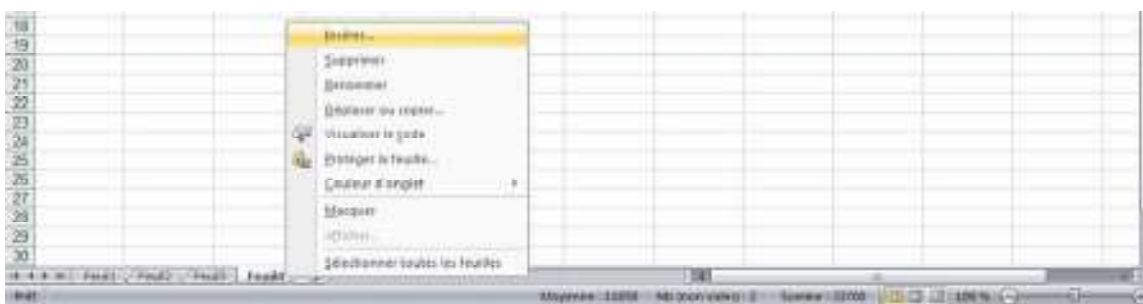 18
19
20
21
22
23
24
25
26
27
28
29
30
Insérer...
Supprimer
Renommer
Déplacer ou copier...
Visualiser le code
Protéger la feuille...
Couleur d'onglet
Masquer
Afficher...
Sélectionner toutes les feuilles
Feuil1 Feuil2 Feuil3 Feuil4
Prêt Moyenne : Nb (non vides) : 2 Somme : 100 %